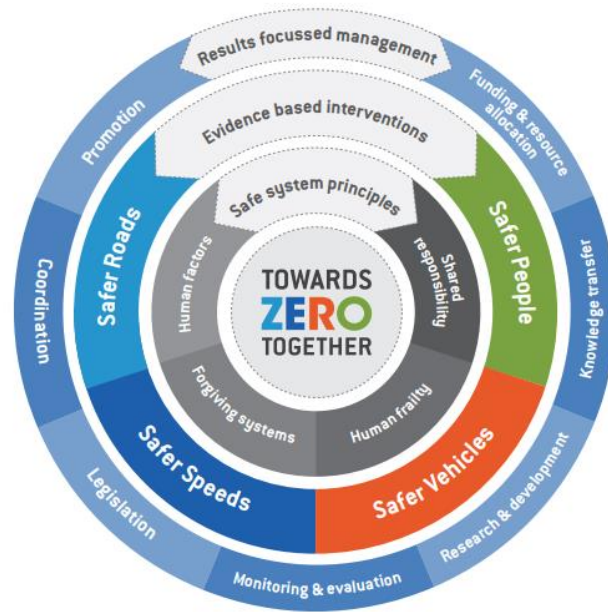 Results focussed management
Funding & resource
allocation
Knowledge transfer
Research & development
Monitoring & evaluation
Legislation
Coordination
Promotion
Evidence based interventions
Safer People
Safer Vehicles
Safer Speeds
Safer Roads
Safe system principles
Shared
responsibility
Human frailty
Forgiving systems
Human factors
TOWARDS
ZERO
TOGETHER